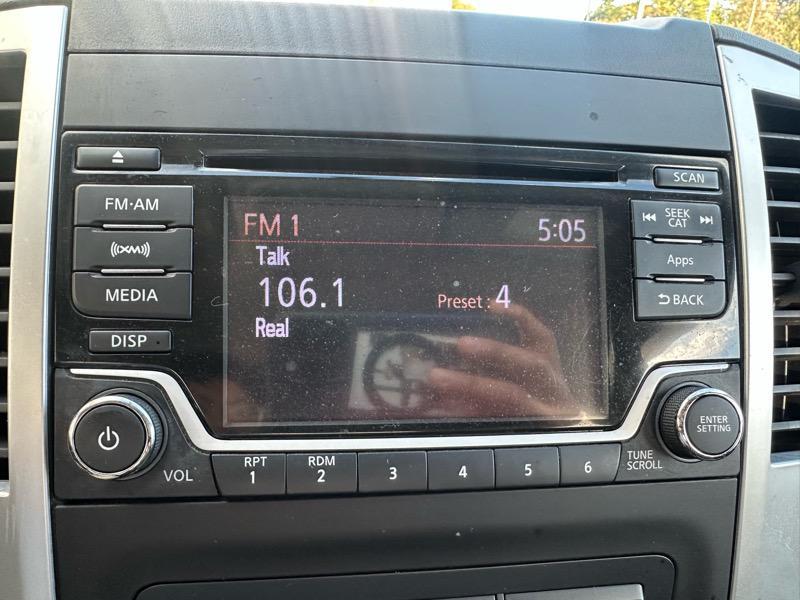 SCAN
FM·AM
SEEK
CAT
FM 1
5:05
((XM))
Talk
Apps
106.1
Preset : 4
MEDIA
BACK
Real
DISP
ENTER
SETTING
VOL
RPT
1
RDM
2
3
4
5
6
TUNE
SCROLL